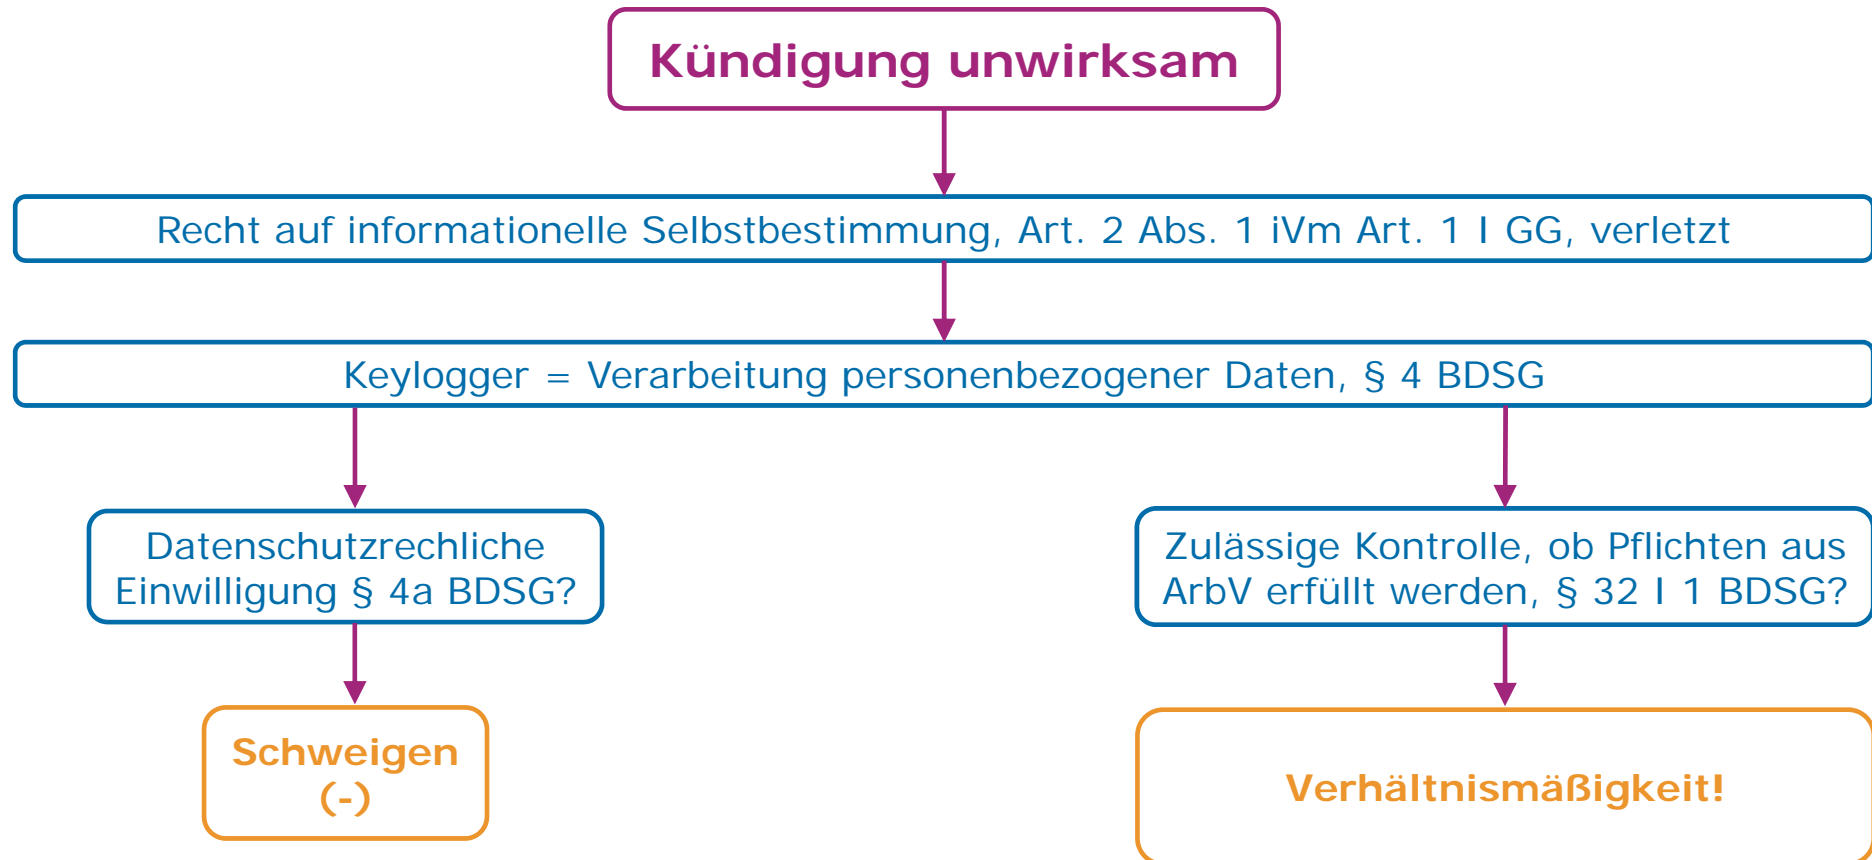 Kündigung unwirksam
Recht auf informationelle Selbstbestimmung, Art. 2 Abs. 1 iVm Art. 1 I GG, verletzt
Keylogger = Verarbeitung personenbezogener Daten, § 4 BDSG
Datenschutzrechliche
Einwilligung § 4a BDSG?
Zulässige Kontrolle, ob Pflichten aus
ArbV erfüllt werden, § 32 I 1 BDSG?
Schweigen
(-)
Verhältnismäßigkeit!